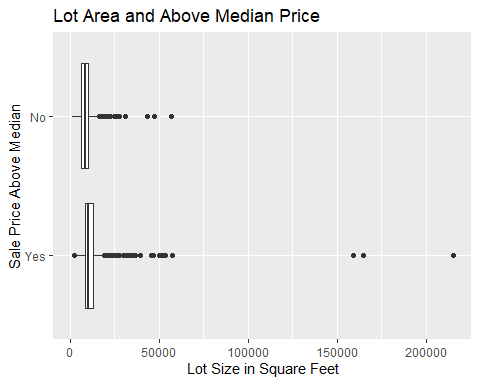 Lot Area and Above Median Price
Sale Price Above Median
No
Yes
0
50000
100000
150000
200000
Lot Size in Square Feet